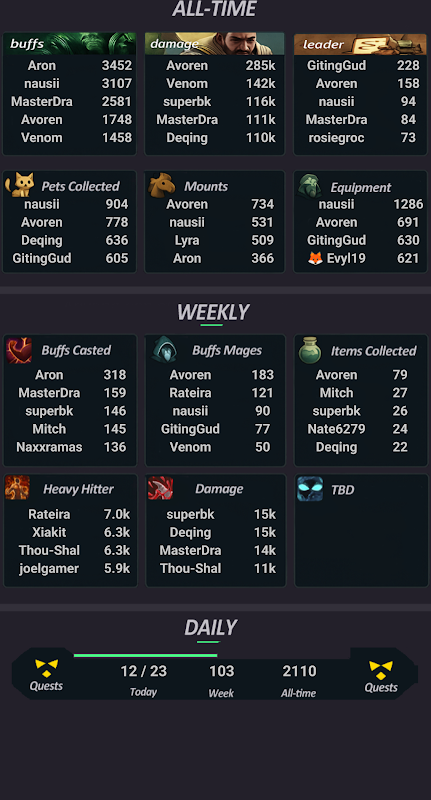 ALL-TIME
buffs
Aron 3452
nausii 3107
MasterDra 2581
Avoren 1748
Venom 1458
damage
Avoren 285k
Venom 142k
superbk 116k
MasterDra 111k
Deqing 110k
leader
GitingGud 228
Avoren 158
nausii 94
MasterDra 84
rosiegroc 73
Pets Collected
nausii 904
Avoren 778
Deqing 636
GitingGud 605
Mounts
Avoren 734
nausii 531
Lyra 509
Aron 366
Equipment
nausii 1286
Avoren 691
GitingGud 630
🦊 Evyl19 621
WEEKLY
Buffs Casted
Aron 318
MasterDra 159
superbk 146
Mitch 145
Naxxramas 136
Buffs Mages
Avoren 183
Rateira 121
nausii 90
GitingGud 77
Venom 50
Items Collected
Avoren 79
Mitch 27
superbk 26
Nate6279 24
Deqing 22
Heavy Hitter
Rateira 7.0k
Xiakit 6.3k
Thou-Shal 6.3k
joelgamer 5.9k
Damage
superbk 15k
Deqing 15k
MasterDra 14k
Thou-Shal 11k
TBD
DAILY
Quests
12 / 23 103 2110
Today Week All-time
Quests